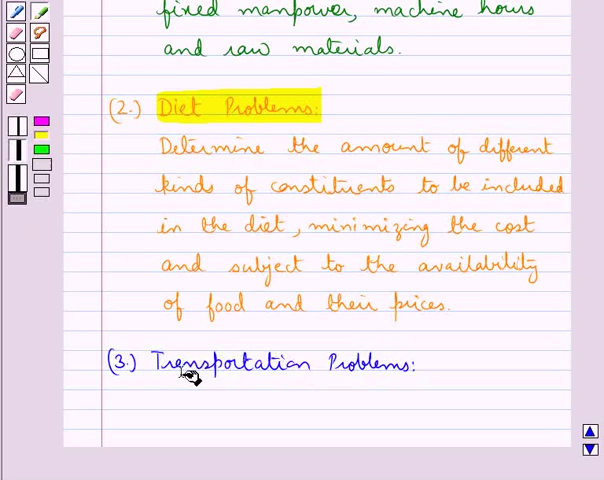 fixed manpower, machine hours
and raw materials.
(2.) Diet Problems:
Determine the amount of different
kinds of constituents to be included
in the diet, minimizing the cost
and subject to the availability
of food and their prices.
(3.) Transportation Problems: